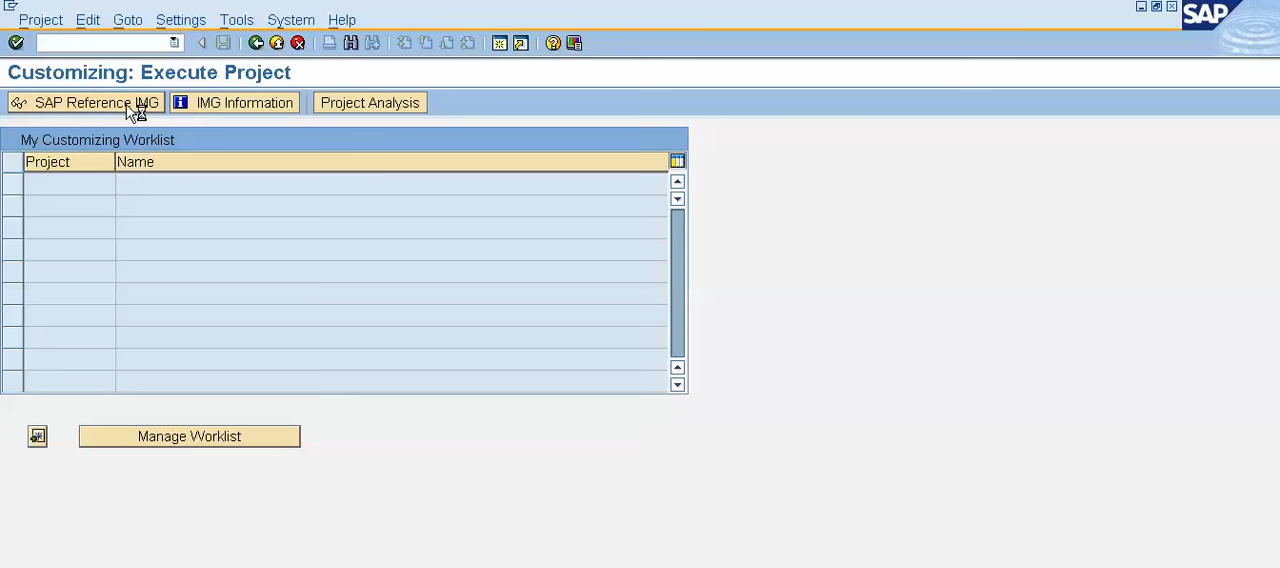 Project Edit Goto Settings Tools System Help
SAP
Customizing: Execute Project
SAP Reference IMG IMG Information Project Analysis
My Customizing Worklist
Project Name
Manage Worklist